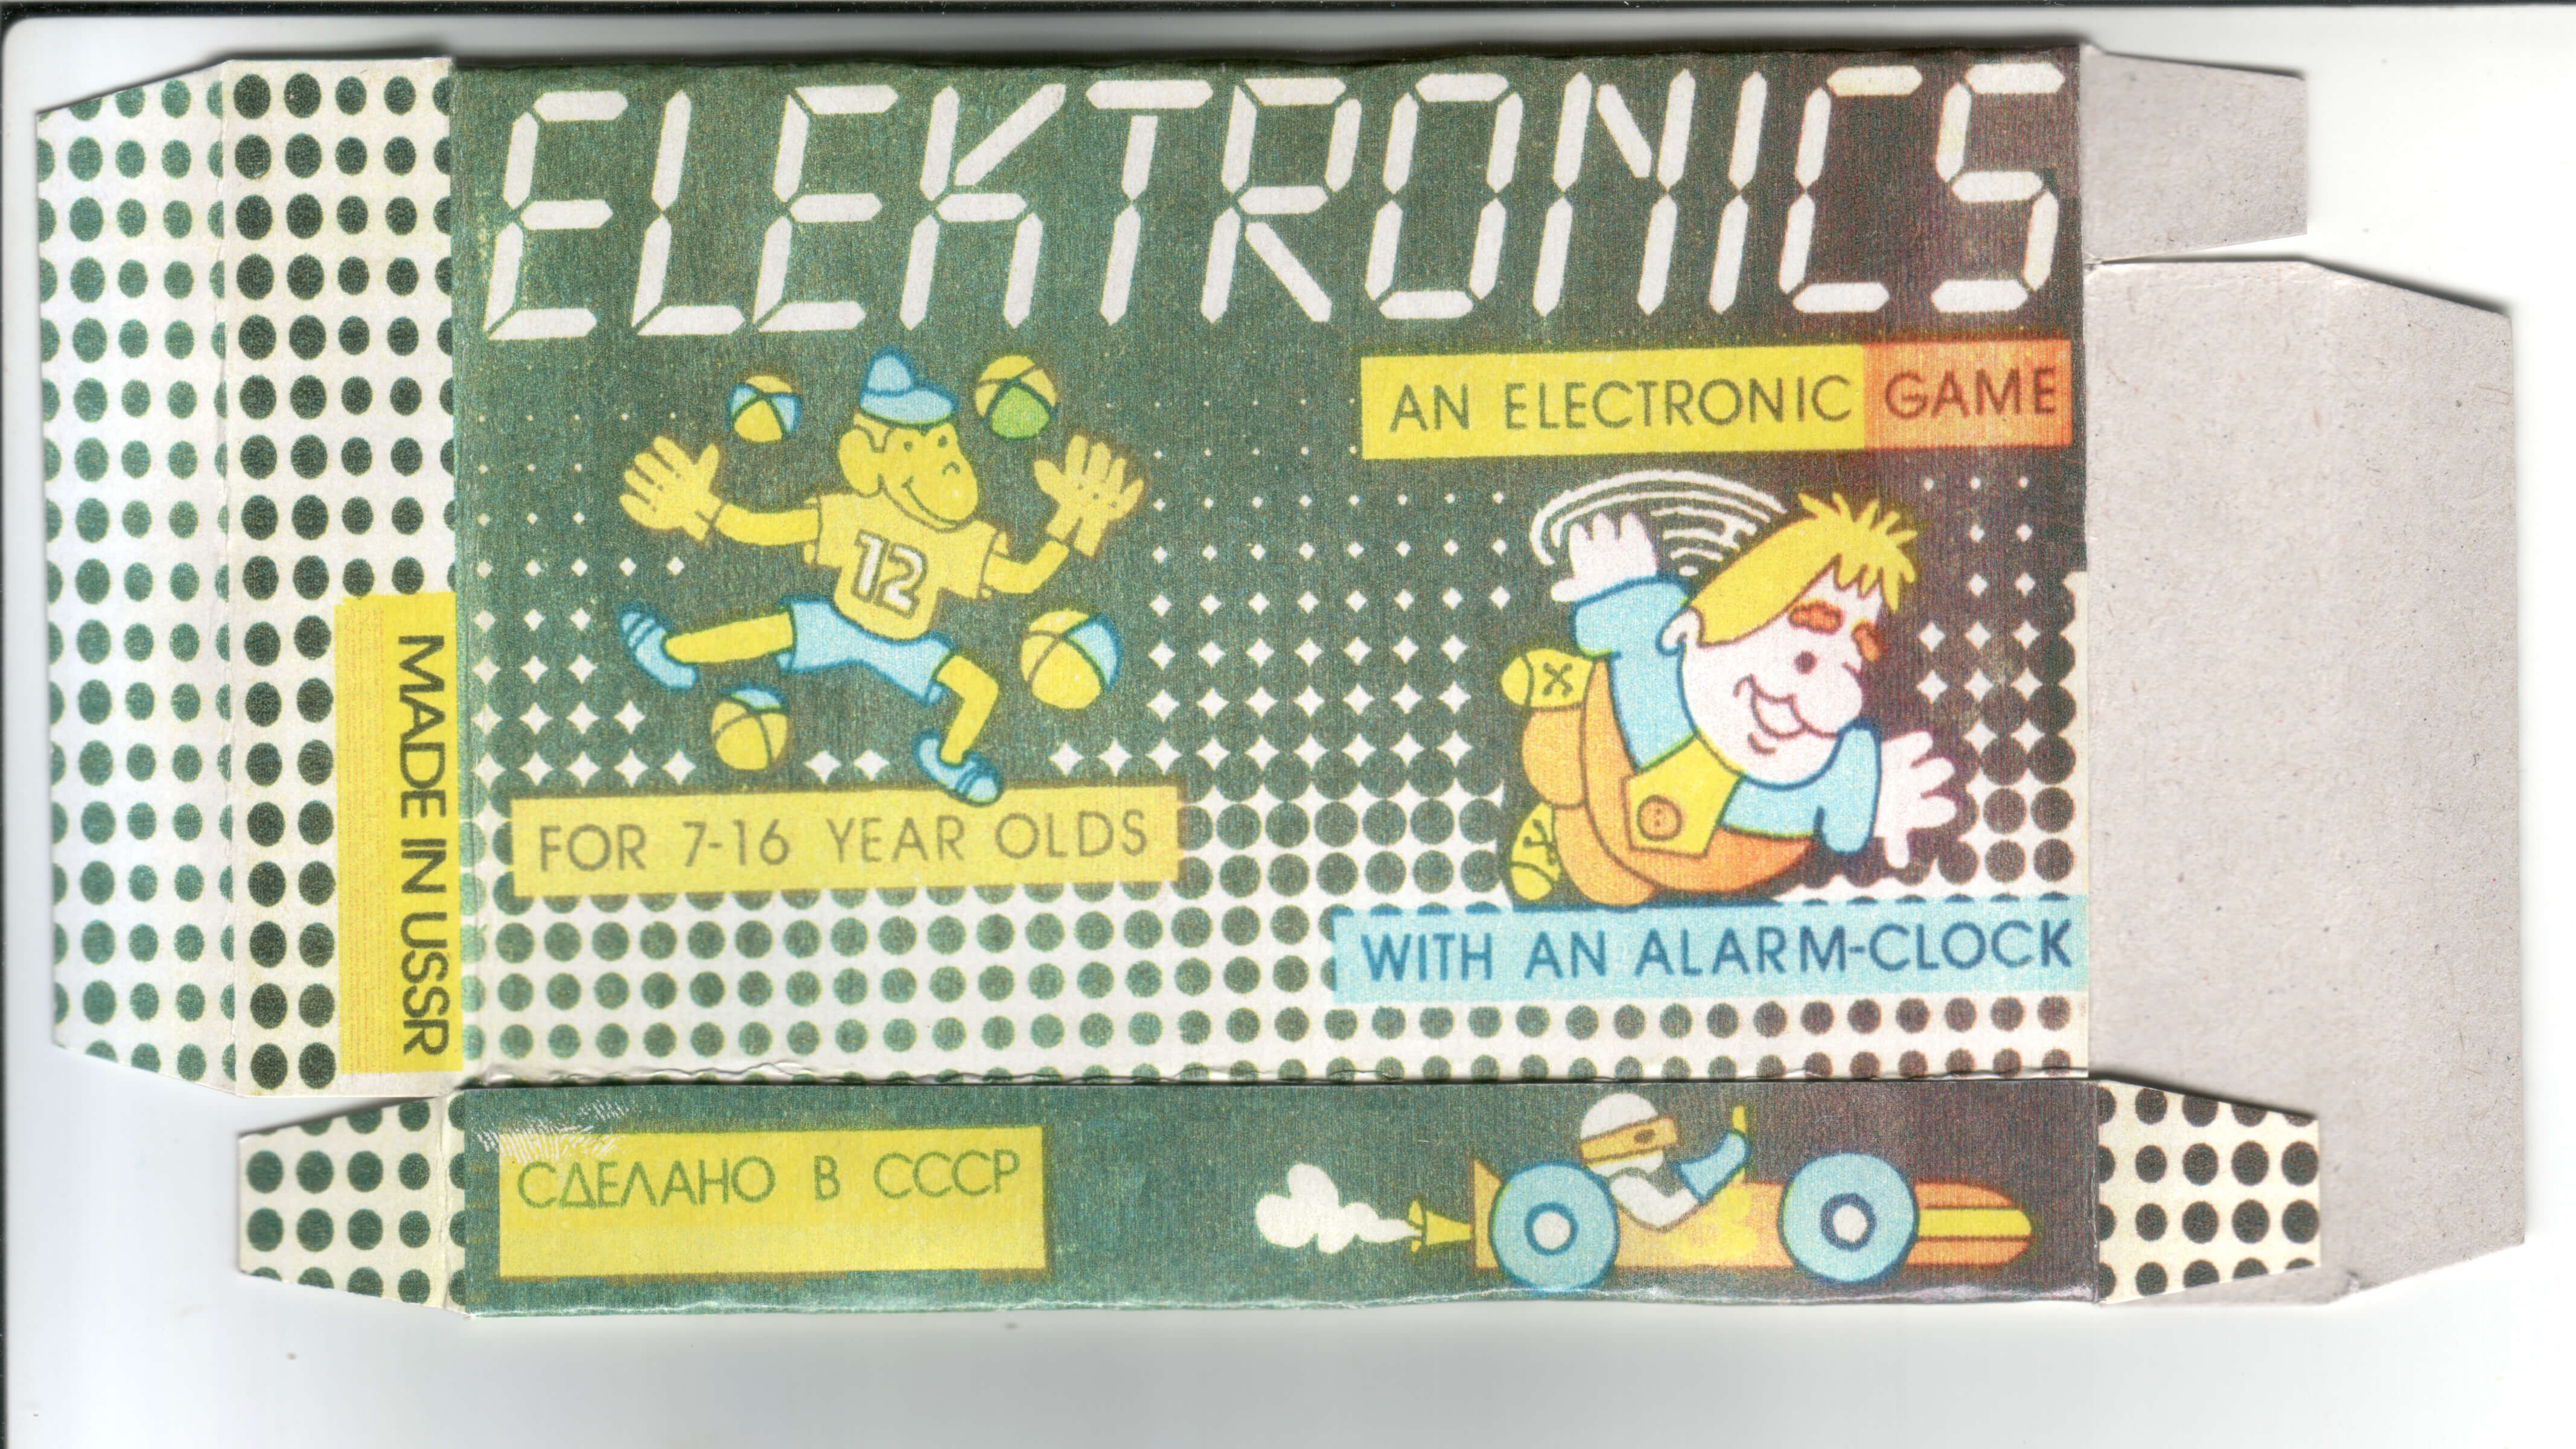 ELEKTRONICS
AN ELECTRONIC GAME
12
FOR 7-16 YEAR OLDS
WITH AN ALARM-CLOCK
MADE IN USSR
СДЕЛАНО В СССР
3